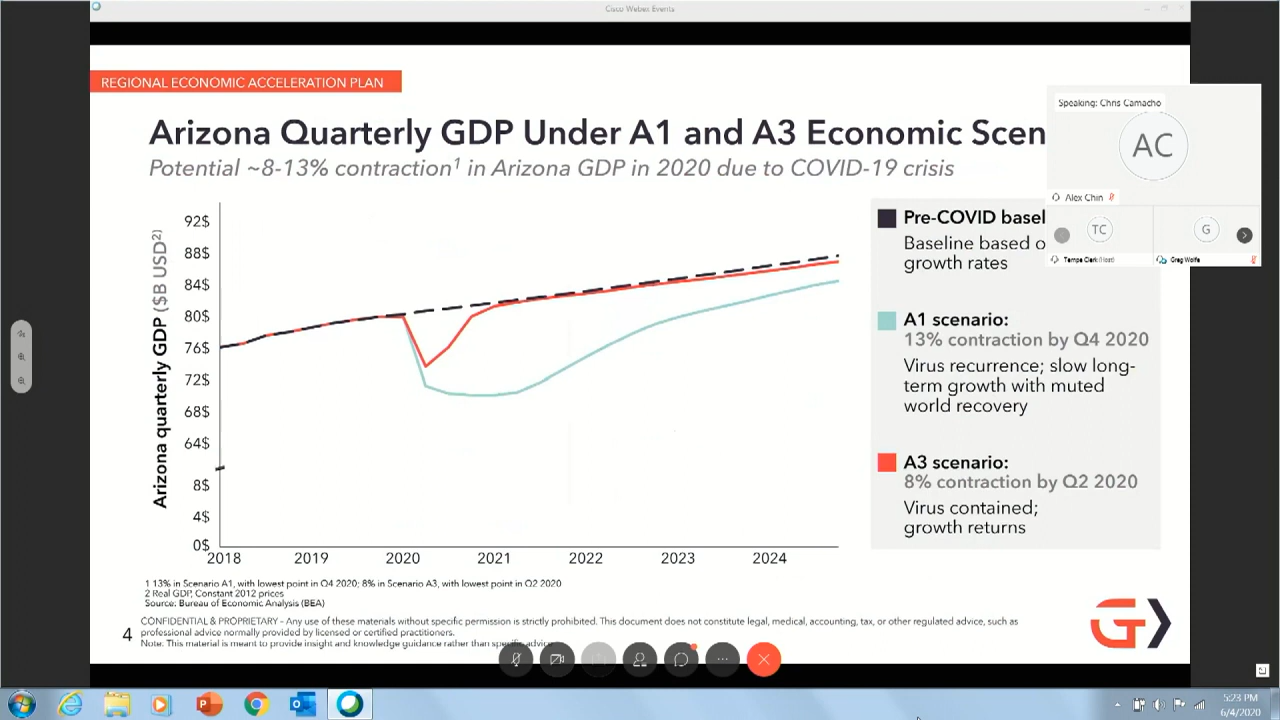 Cisco Webex Events
REGIONAL ECONOMIC ACCELERATION PLAN
Speaking: Chris Camacho
AC
Alex Chin
TC
G
Tempe Clerk (Host)
Greg Wolfe
Arizona Quarterly GDP Under A1 and A3 Economic Scen
Potential ~8-13% contraction1 in Arizona GDP in 2020 due to COVID-19 crisis
Arizona quarterly GDP ($B USD2)
92$
88$
84$
80$
76$
72$
68$
64$
8$
4$
0$
2018 2019 2020 2021 2022 2023 2024
Pre-COVID basel
Baseline based o
growth rates
A1 scenario:
13% contraction by Q4 2020
Virus recurrence; slow long-
term growth with muted
world recovery
A3 scenario:
8% contraction by Q2 2020
Virus contained;
growth returns
1 13% in Scenario A1, with lowest point in Q4 2020; 8% in Scenario A3, with lowest point in Q2 2020
2 Real GDP, Constant 2012 prices
Source: Bureau of Economic Analysis (BEA)
CONFIDENTIAL & PROPRIETARY – Any use of these materials without specific permission is strictly prohibited. This document does not constitute legal, medical, accounting, tax, or other regulated advice, such as
professional advice normally provided by licensed or certified practitioners.
Note: This material is meant to provide insight and knowledge guidance rather than specific advice
4
G
5:23 PM
6/4/2020